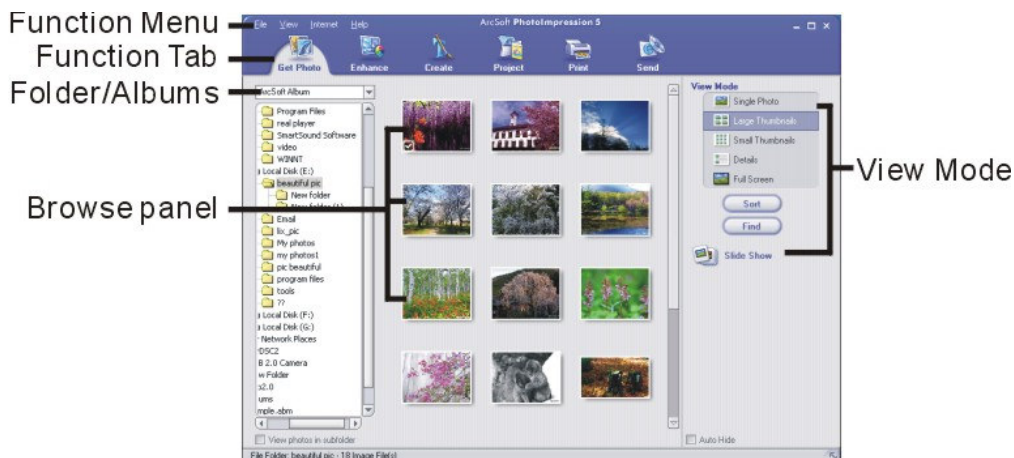 Function Menu
Function Tab
Folder/Albums
Browse panel
View Mode
File View Internet Help
ArcSoft PhotoImpression 5
Get Photo Enhance Create Project Print Send
ArcSoft Album
Program Files
real player
SmartSound Software
video
WINNT
Local Disk (E:)
beautiful pic
New folder
Email
lix_pic
My photos
my photos1
pic beautiful
program files
tools
??
Local Disk (F:)
Local Disk (G:)
Network Places
DSC2
B 2.0 Camera
w Folder
2.0
ums
mple.abm
View photos in subfolder
File Folder: beautiful pic - 18 Image File(s)
View Mode
Single Photo
Large Thumbnails
Small Thumbnails
Details
Full Screen
Sort
Find
Slide Show
Auto Hide